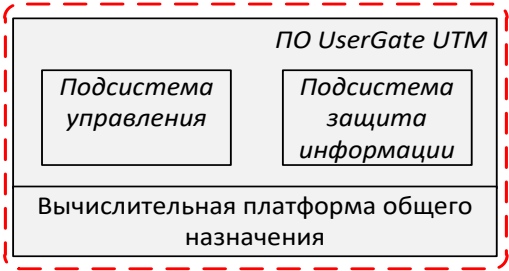 ПО UserGate UTM
Подсистема
управления
Подсистема
защита
информации
Вычислительная платформа общего
назначения